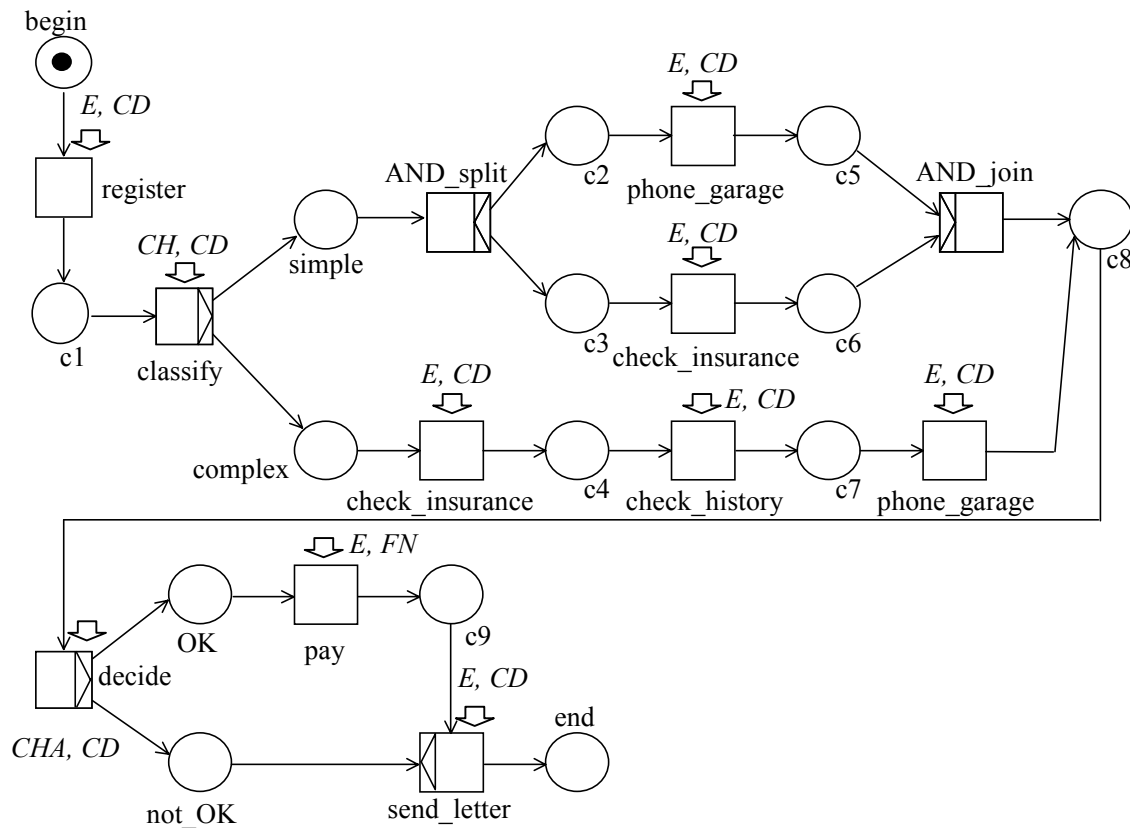 begin
E, CD
register
c1
CH, CD
classify
simple
complex
AND_split
c2
E, CD
phone_garage
c5
AND_join
c8
c3
E, CD
check_insurance
c6
E, CD
check_insurance
c4
E, CD
check_history
c7
E, CD
phone_garage
decide
CHA, CD
OK
E, FN
pay
c9
E, CD
not_OK
send_letter
end